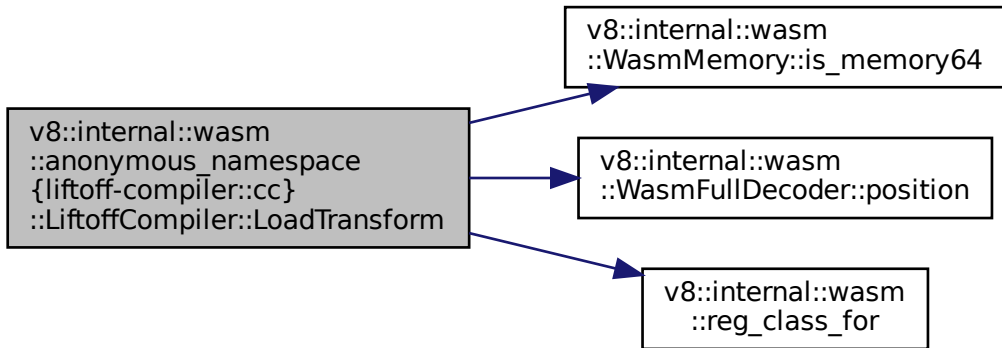 v8::internal::wasm
::anonymous_namespace
{liftoff-compiler::cc}
::LiftoffCompiler::LoadTransform
v8::internal::wasm
::WasmMemory::is_memory64
v8::internal::wasm
::WasmFullDecoder::position
v8::internal::wasm
::reg_class_for